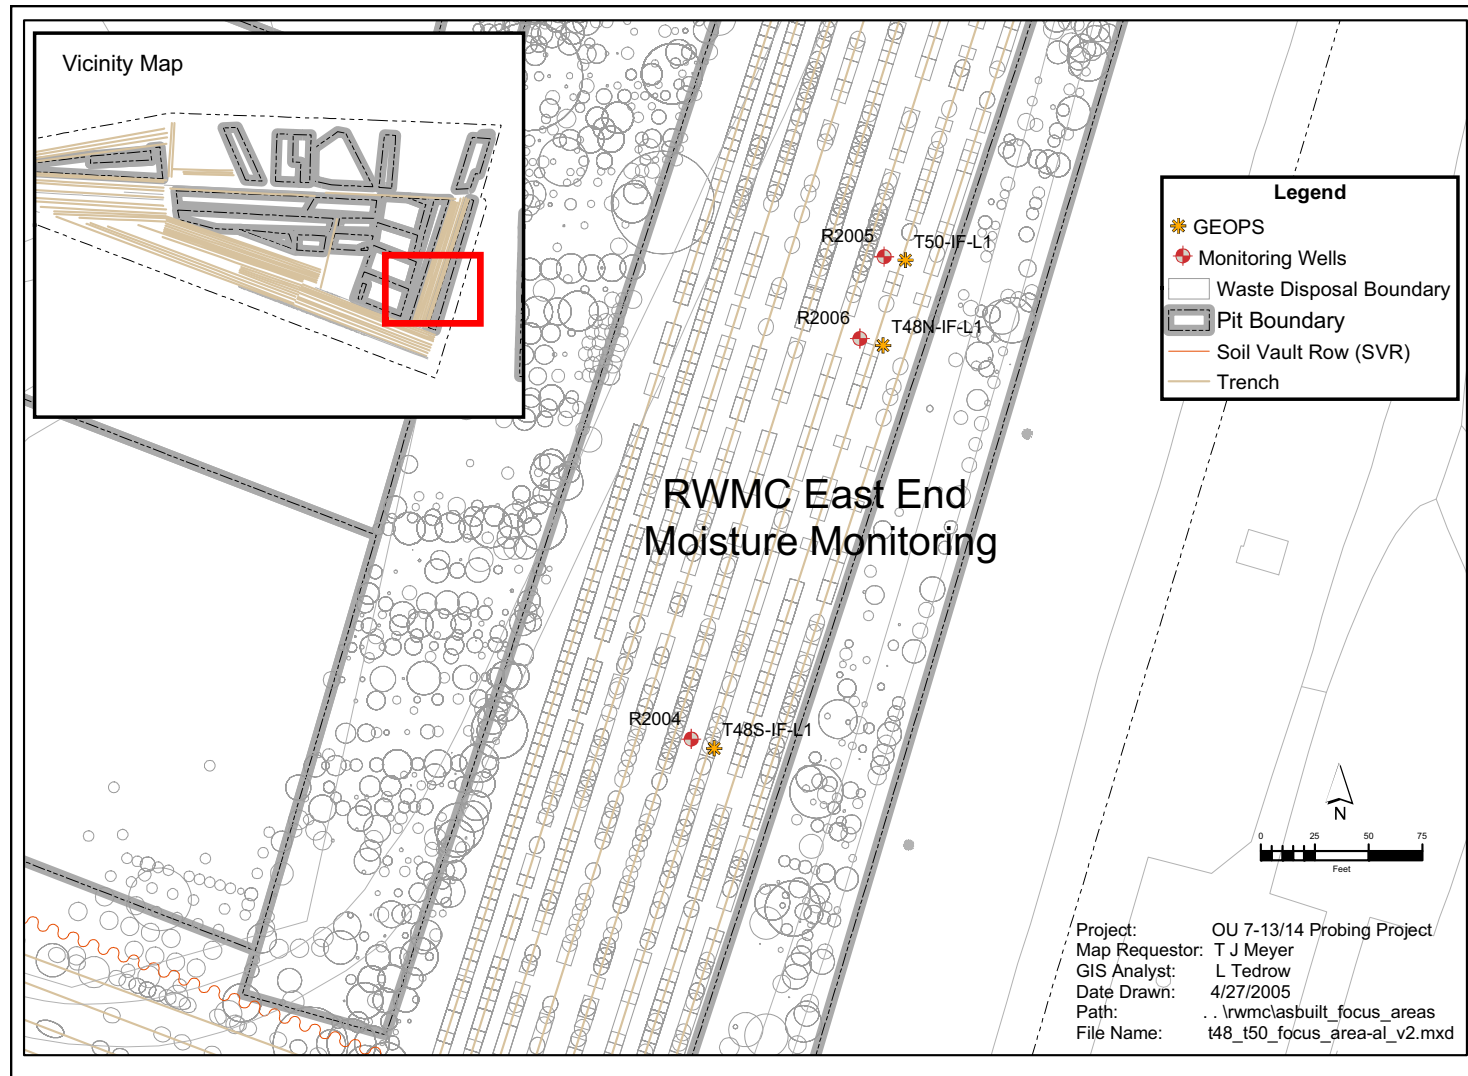 Vicinity Map
Legend
GEOPS
Monitoring Wells
Waste Disposal Boundary
Pit Boundary
Soil Vault Row (SVR)
Trench
R2005
T50-IF-L1
R2006
T48N-IF-L1
RWMC East End
Moisture Monitoring
R2004
T48S-IF-L1
N
0 25 50 75
Feet
Project: OU 7-13/14 Probing Project
Map Requestor: T J Meyer
GIS Analyst: L Tedrow
Date Drawn: 4/27/2005
Path: . . \rwmc\asbuilt_focus_areas
File Name: t48_t50_focus_area-al_v2.mxd